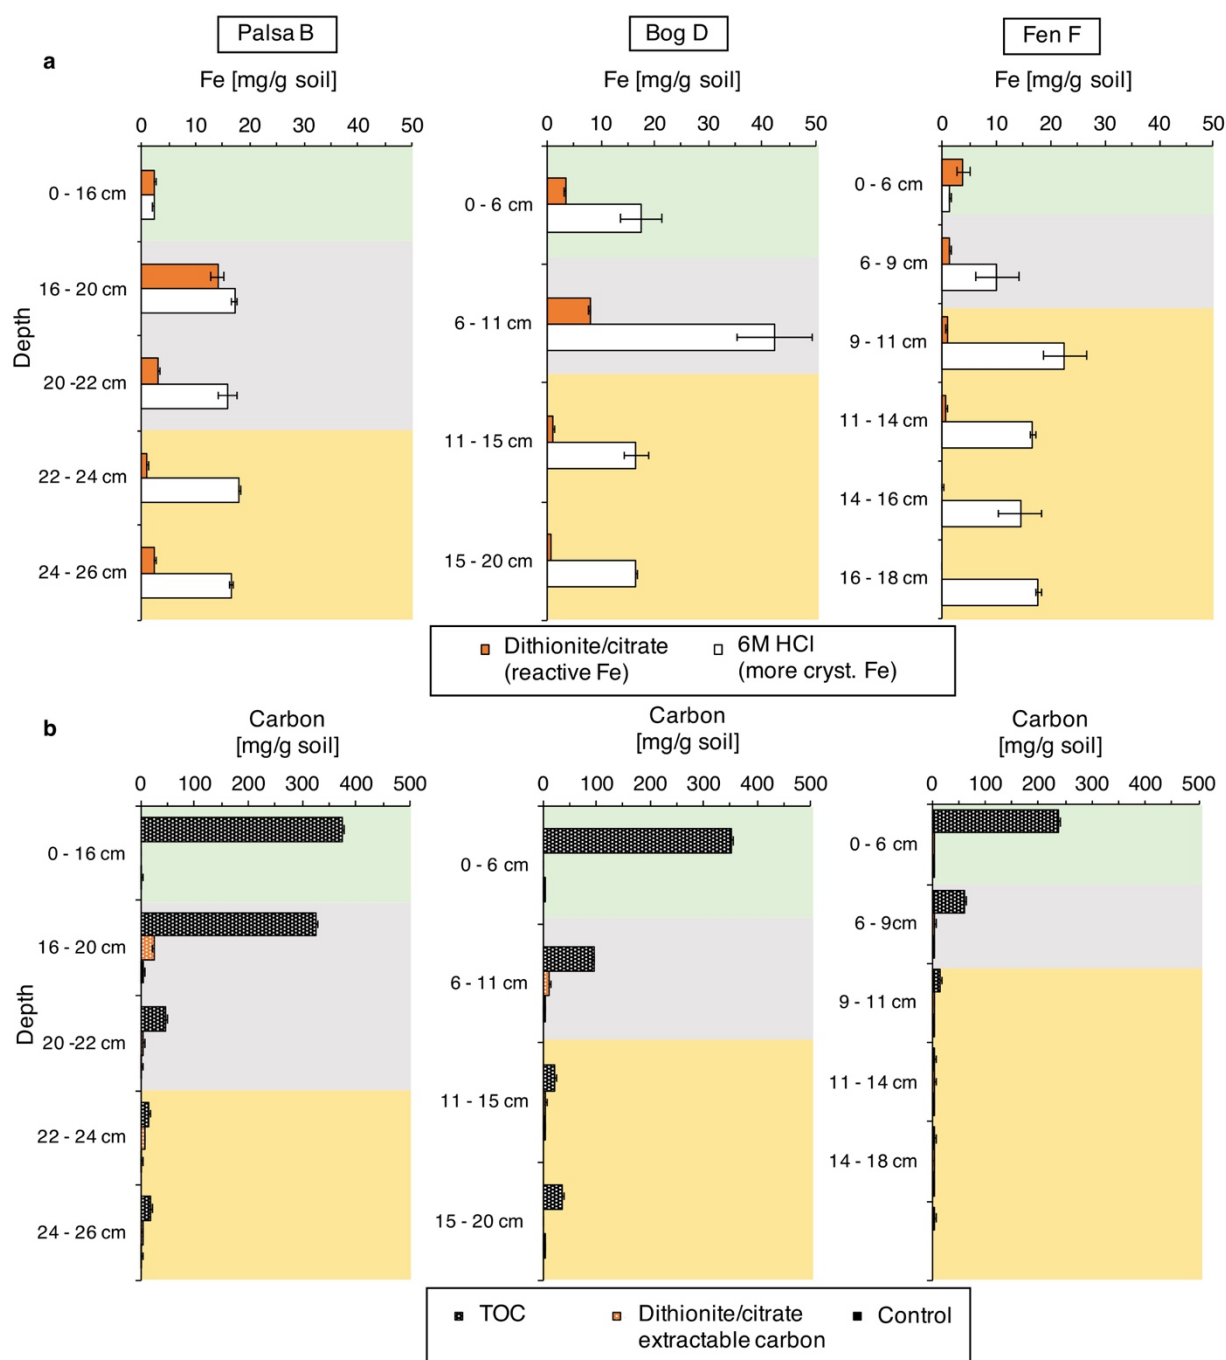 Palsa B
Bog D
Fen F
a
Fe [mg/g soil]
Fe [mg/g soil]
Fe [mg/g soil]
0 10 20 30 40 50
0 10 20 30 40 50
0 10 20 30 40 50
Depth
0 - 16 cm
16 - 20 cm
20 -22 cm
22 - 24 cm
24 - 26 cm
0 - 6 cm
6 - 11 cm
11 - 15 cm
15 - 20 cm
0 - 6 cm
6 - 9 cm
9 - 11 cm
11 - 14 cm
14 - 16 cm
16 - 18 cm
Dithionite/citrate
(reactive Fe)
6M HCl
(more cryst. Fe)
b
Carbon
[mg/g soil]
Carbon
[mg/g soil]
Carbon
[mg/g soil]
0 100 200 300 400 500
0 100 200 300 400 500
0 100 200 300 400 500
Depth
0 - 16 cm
16 - 20 cm
20 -22 cm
22 - 24 cm
24 - 26 cm
0 - 6 cm
6 - 11 cm
11 - 15 cm
15 - 20 cm
0 - 6 cm
6 - 9cm
9 - 11 cm
11 - 14 cm
14 - 18 cm
TOC
Dithionite/citrate
extractable carbon
Control